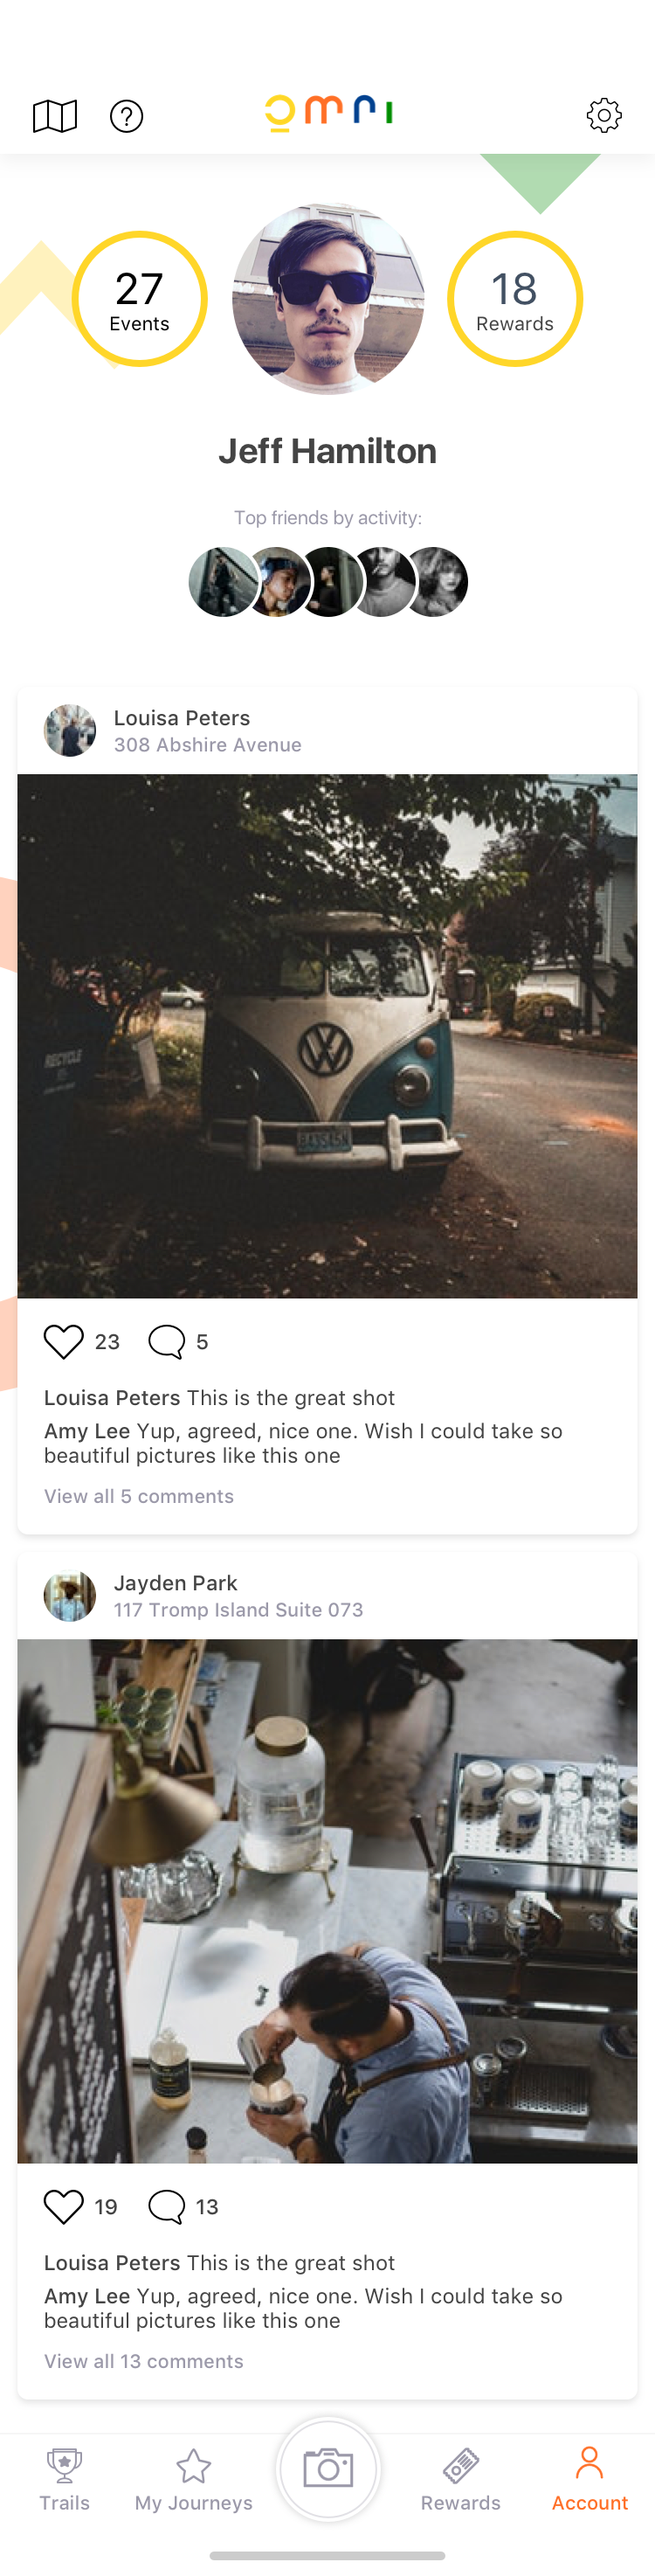 omni
27
Events
18
Rewards
Jeff Hamilton
Top friends by activity:
Louisa Peters
308 Abshire Avenue
RECYCLE
23
5
Louisa Peters This is the great shot
Amy Lee Yup, agreed, nice one. Wish I could take so
beautiful pictures like this one
View all 5 comments
Jayden Park
117 Tromp Island Suite 073
19
13
Louisa Peters This is the great shot
Amy Lee Yup, agreed, nice one. Wish I could take so
beautiful pictures like this one
View all 13 comments
Trails
My Journeys
Rewards
Account